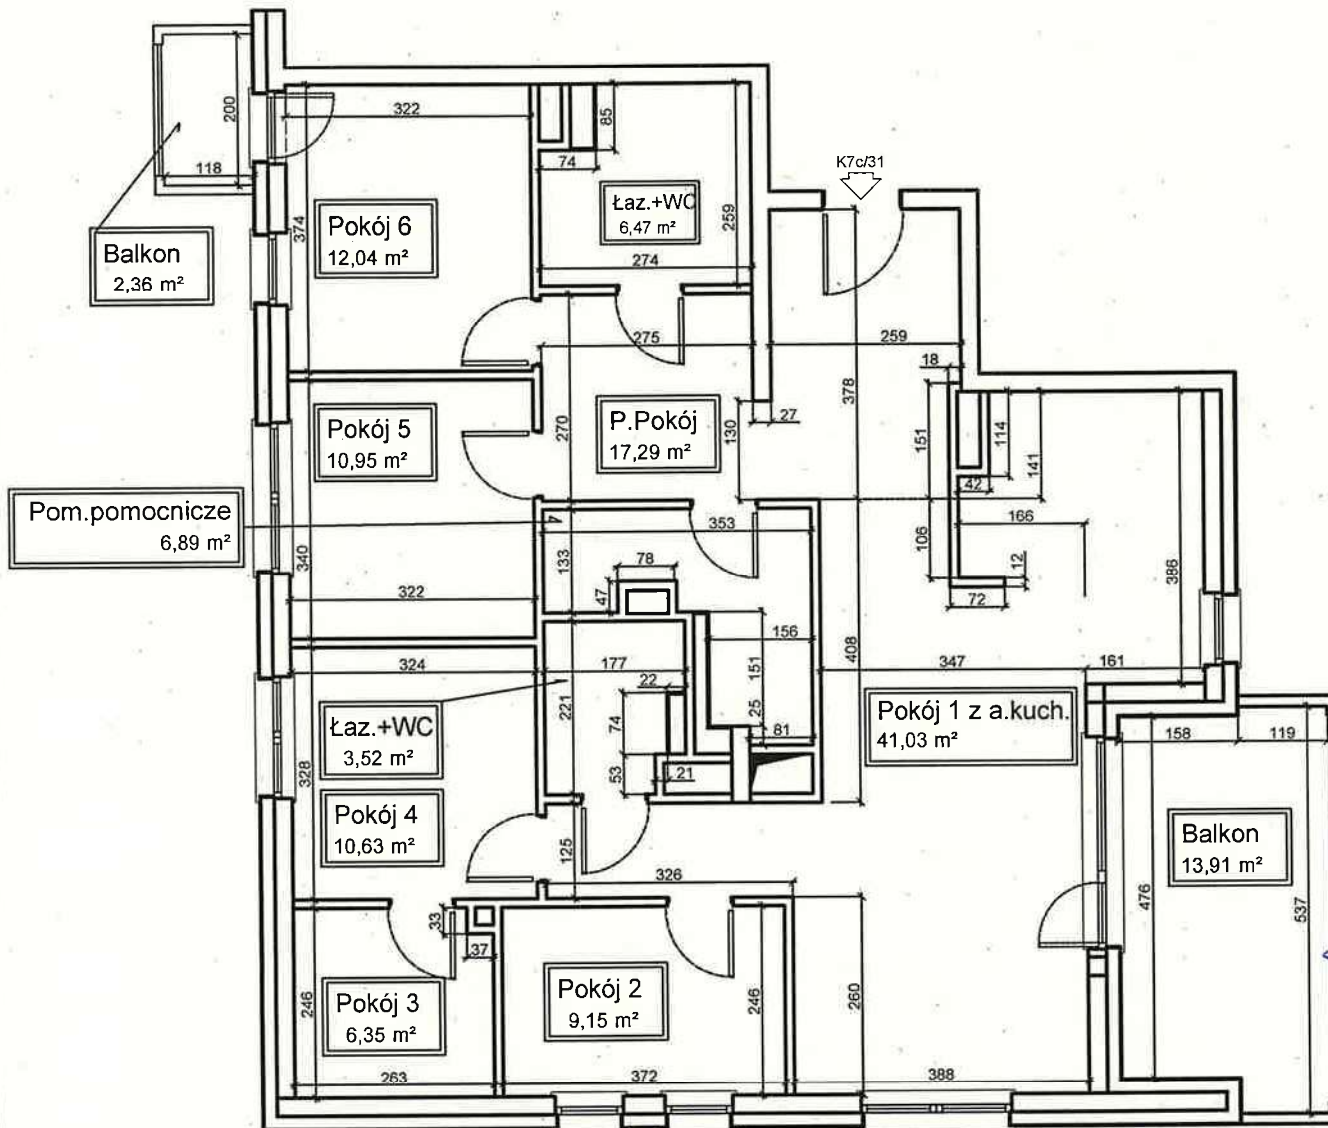 200
322
85
118
74
K7c/31
Łaz.+WC
6,47 m²
259
374
Pokój 6
12,04 m²
Balkon
2,36 m²
274
275
259
18
378
Pokój 5
10,95 m²
270
P.Pokój
17,29 m²
130
27
151
114
141
42
Pom.pomocnicze
6,89 m²
353
166
340
133
78
47
106
12
386
322
72
156
324
177
151
408
347
161
22
221
74
25
81
Łaz.+WC
3,52 m²
Pokój 1 z a.kuch.
41,03 m²
158
119
328
53
21
Pokój 4
10,63 m²
125
Balkon
13,91 m²
326
476
537
33
37
Pokój 3
6,35 m²
246
Pokój 2
9,15 m²
246
260
263
372
388